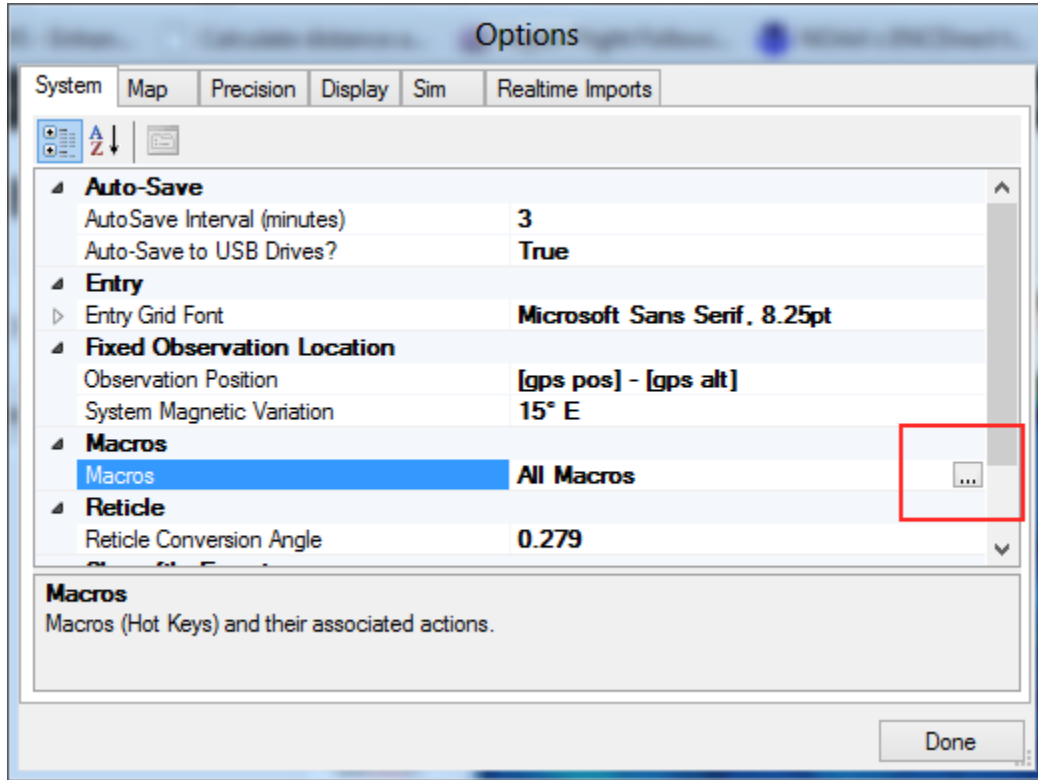 Options
System Map Precision Display Sim Realtime Imports
A
Z
Auto-Save
AutoSave Interval (minutes) 3
Auto-Save to USB Drives? True
Entry
Entry Grid Font Microsoft Sans Serif, 8.25pt
Fixed Observation Location
Observation Position [gps pos] - [gps alt]
System Magnetic Variation 15° E
Macros
Macros All Macros ...
Reticle
Reticle Conversion Angle 0.279
Macros
Macros (Hot Keys) and their associated actions.
Done